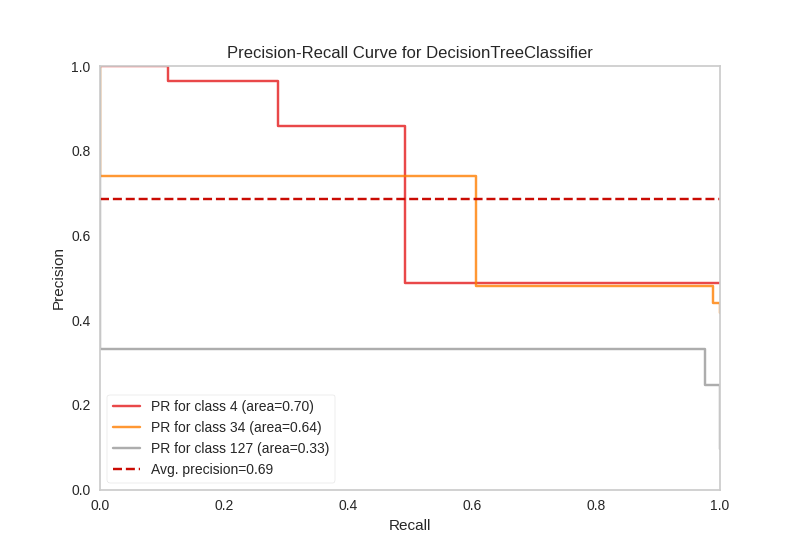 Precision-Recall Curve for DecisionTreeClassifier
1.0
0.8
0.6
0.4
0.2
0.0
Precision
PR for class 4 (area=0.70)
PR for class 34 (area=0.64)
PR for class 127 (area=0.33)
Avg. precision=0.69
0.0 0.2 0.4 0.6 0.8 1.0
Recall